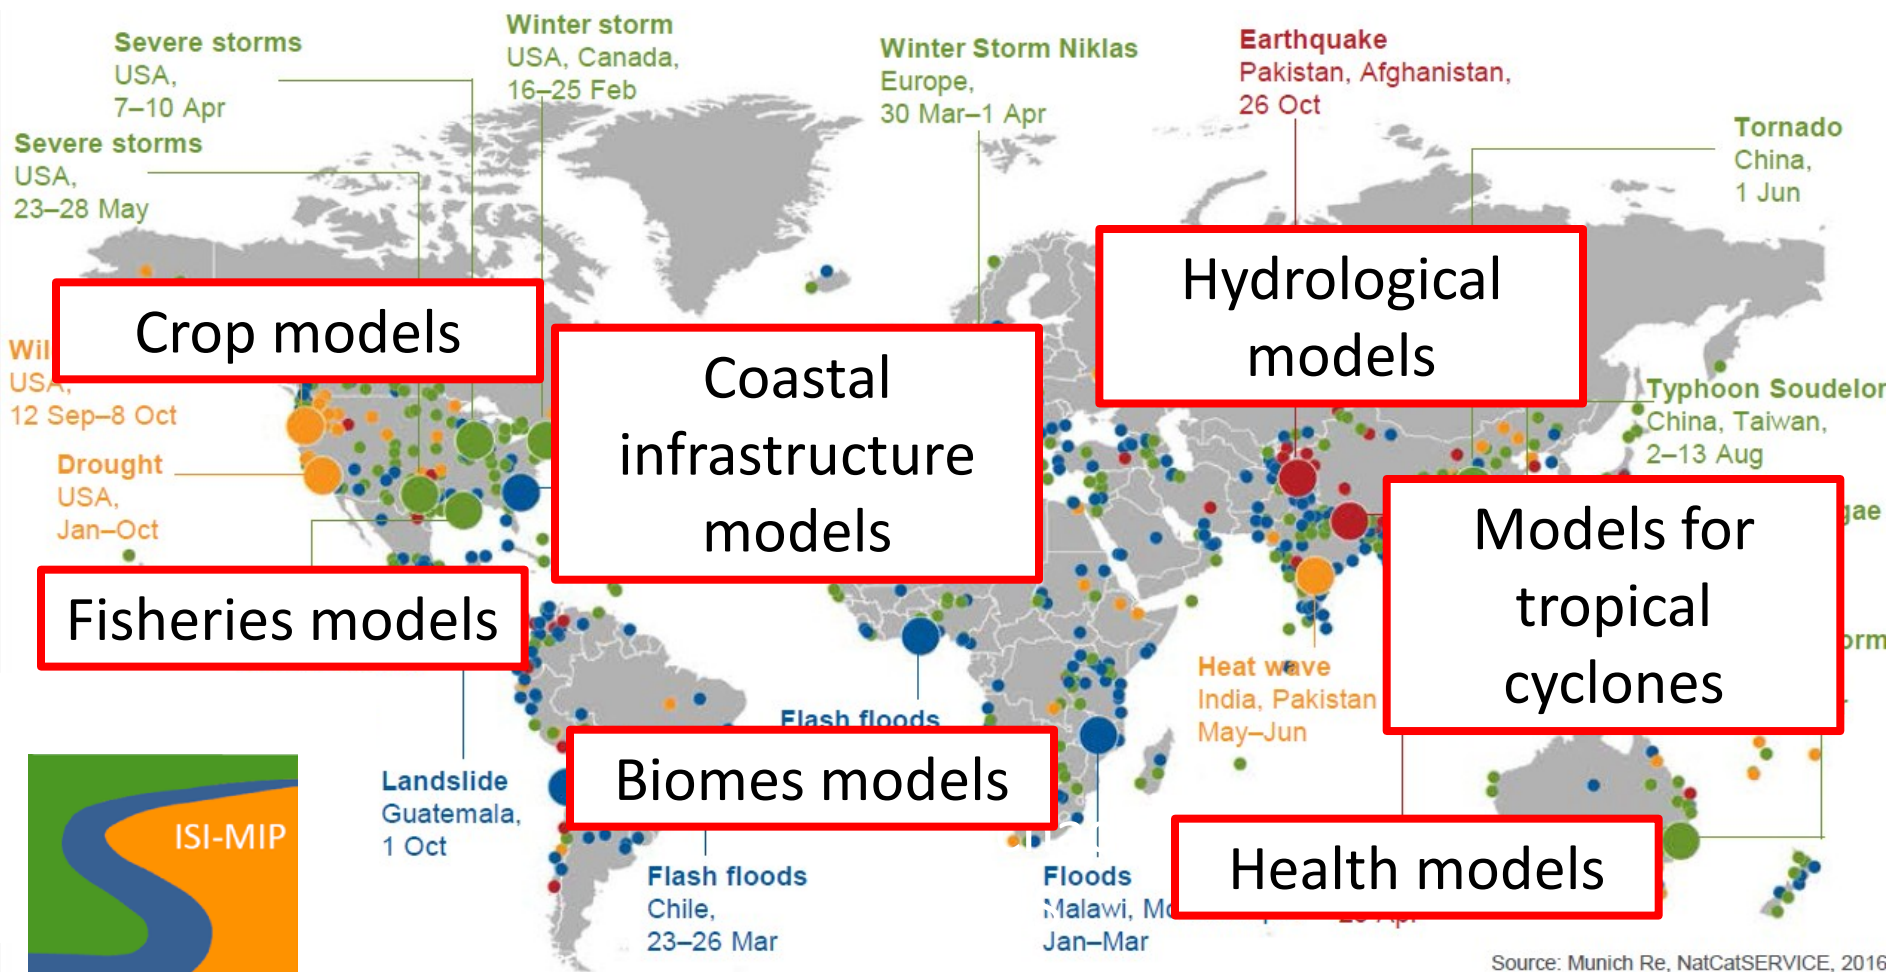 Severe storms
USA,
7–10 Apr
Winter storm
USA, Canada,
16–25 Feb
Winter Storm Niklas
Europe,
30 Mar–1 Apr
Earthquake
Pakistan, Afghanistan,
26 Oct
Tornado
China,
1 Jun
Severe storms
USA,
23–28 May
Crop models
Hydrological
models
Coastal
infrastructure
models
USA,
12 Sep–8 Oct
Typhoon Soudelor
China, Taiwan,
2–13 Aug
Drought
USA,
Jan–Oct
Models for
tropical
cyclones
Fisheries models
Heat wave
India, Pakistan
May–Jun
Flash floods
Biomes models
Landslide
Guatemala,
1 Oct
ISI-MIP
Flash floods
Chile,
23–26 Mar
Floods
Malawi,
Jan–Mar
Health models
Source: Munich Re, NatCatSERVICE, 2016